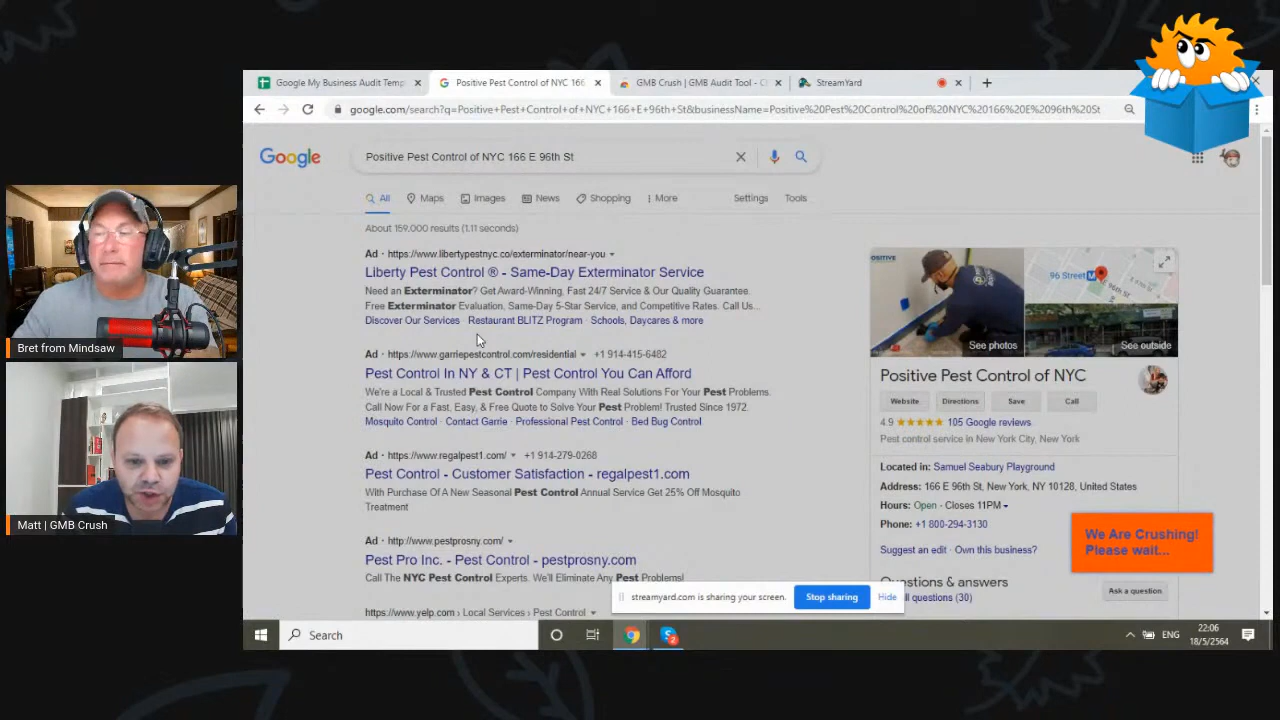 Google My Business Audit Temp
Positive Pest Control of NYC 166
GMB Crush | GMB Audit Tool - C
StreamYard
google.com/search?q=Positive+Pest+Control+of+NYC+166+E+96th+St&businessName=Positive%20Pest%20Control%20of%20NYC%20166%20E%2096th%20St
Google
Positive Pest Control of NYC 166 E 96th St
All
Maps
Images
News
Shopping
More
Settings
Tools
About 159,000 results (1.11 seconds)
Ad · https://www.libertypestnyc.co/exterminator/near-you
Liberty Pest Control ® - Same-Day Exterminator Service
Need an Exterminator? Get Award-Winning, Fast 24/7 Service & Our Quality Guarantee.
Free Exterminator Evaluation, Same-Day 5-Star Service, and Competitive Rates. Call Us...
Discover Our Services · Restaurant BLITZ Program · Schools, Daycares & more
Ad · https://www.garriepestcontrol.com/residential
+1 914-415-6482
Pest Control In NY & CT | Pest Control You Can Afford
We're a Local & Trusted Pest Control Company With Real Solutions For Your Pest Problems.
Call Now For a Fast, Easy, & Free Quote to Solve Your Pest Problem! Trusted Since 1972.
Mosquito Control · Contact Garrie · Professional Pest Control · Bed Bug Control
Ad · https://www.regalpest1.com/
+1 914-279-0268
Pest Control - Customer Satisfaction - regalpest1.com
With Purchase Of A New Seasonal Pest Control Annual Service Get 25% Off Mosquito
Treatment
Ad · http://www.pestprosny.com/
Pest Pro Inc. - Pest Control - pestprosny.com
Call The NYC Pest Control Experts. We'll Eliminate Any Pest Problems!
https://www.yelp.com › Local Services › Pest Control
POSITIVE
See photos
96 Street
96th St
See outside
Positive Pest Control of NYC
Website
Directions
Save
Call
4.9
105 Google reviews
Pest control service in New York City, New York
Located in: Samuel Seabury Playground
Address: 166 E 96th St, New York, NY 10128, United States
Hours: Open · Closes 11PM
Phone: +1 800-294-3130
Suggest an edit · Own this business?
Questions & answers
ll questions (30)
Ask a question
We Are Crushing!
Please wait...
streamyard.com is sharing your screen.
Stop sharing
Hide
Search
2
ENG
22:06
18/5/2564
Bret from Mindsaw
Matt | GMB Crush